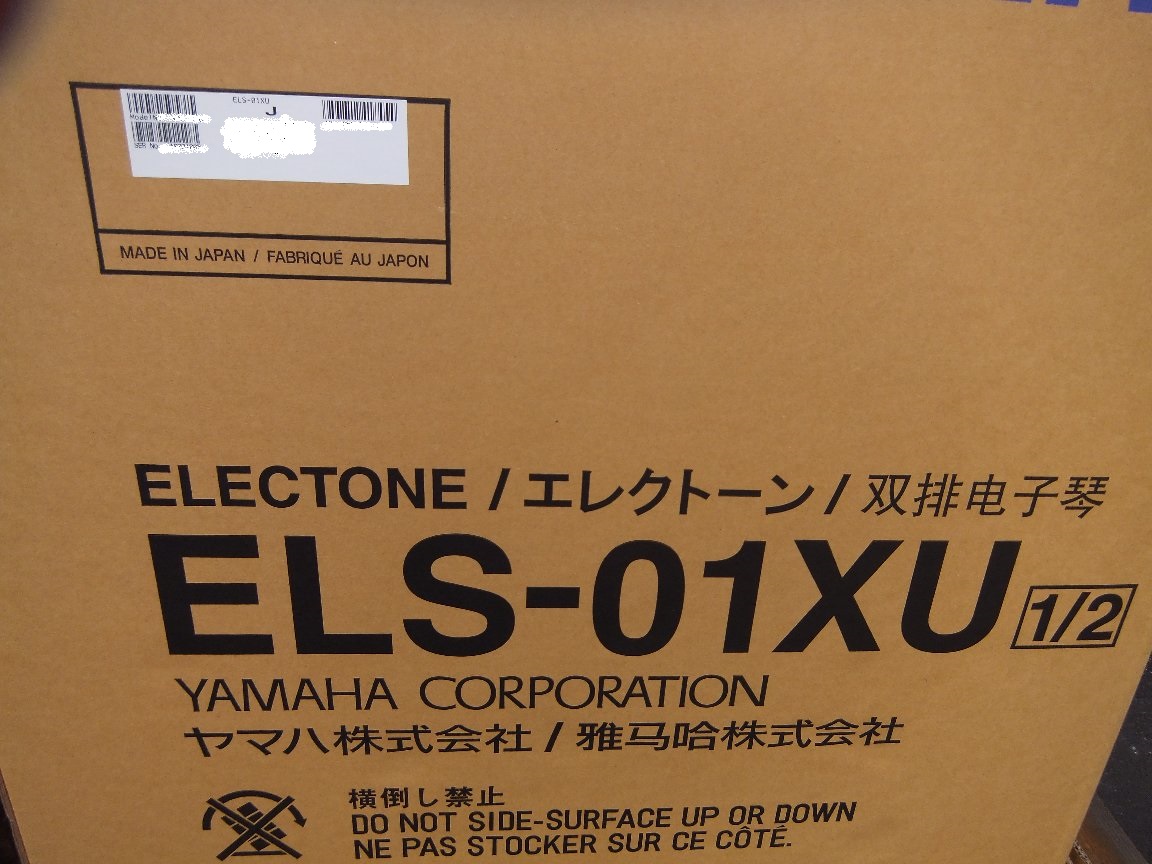 ELS-01XU
J
SER No.
MADE IN JAPAN / FABRIQUÉ AU JAPON
ELECTONE / エレクトーン / 双排电子琴
ELS-01XU 1/2
YAMAHA CORPORATION
ヤマハ株式会社 / 雅马哈株式会社
横倒し禁止
DO NOT SIDE-SURFACE UP OR DOWN
NE PAS STOCKER SUR CE CÔTÉ.